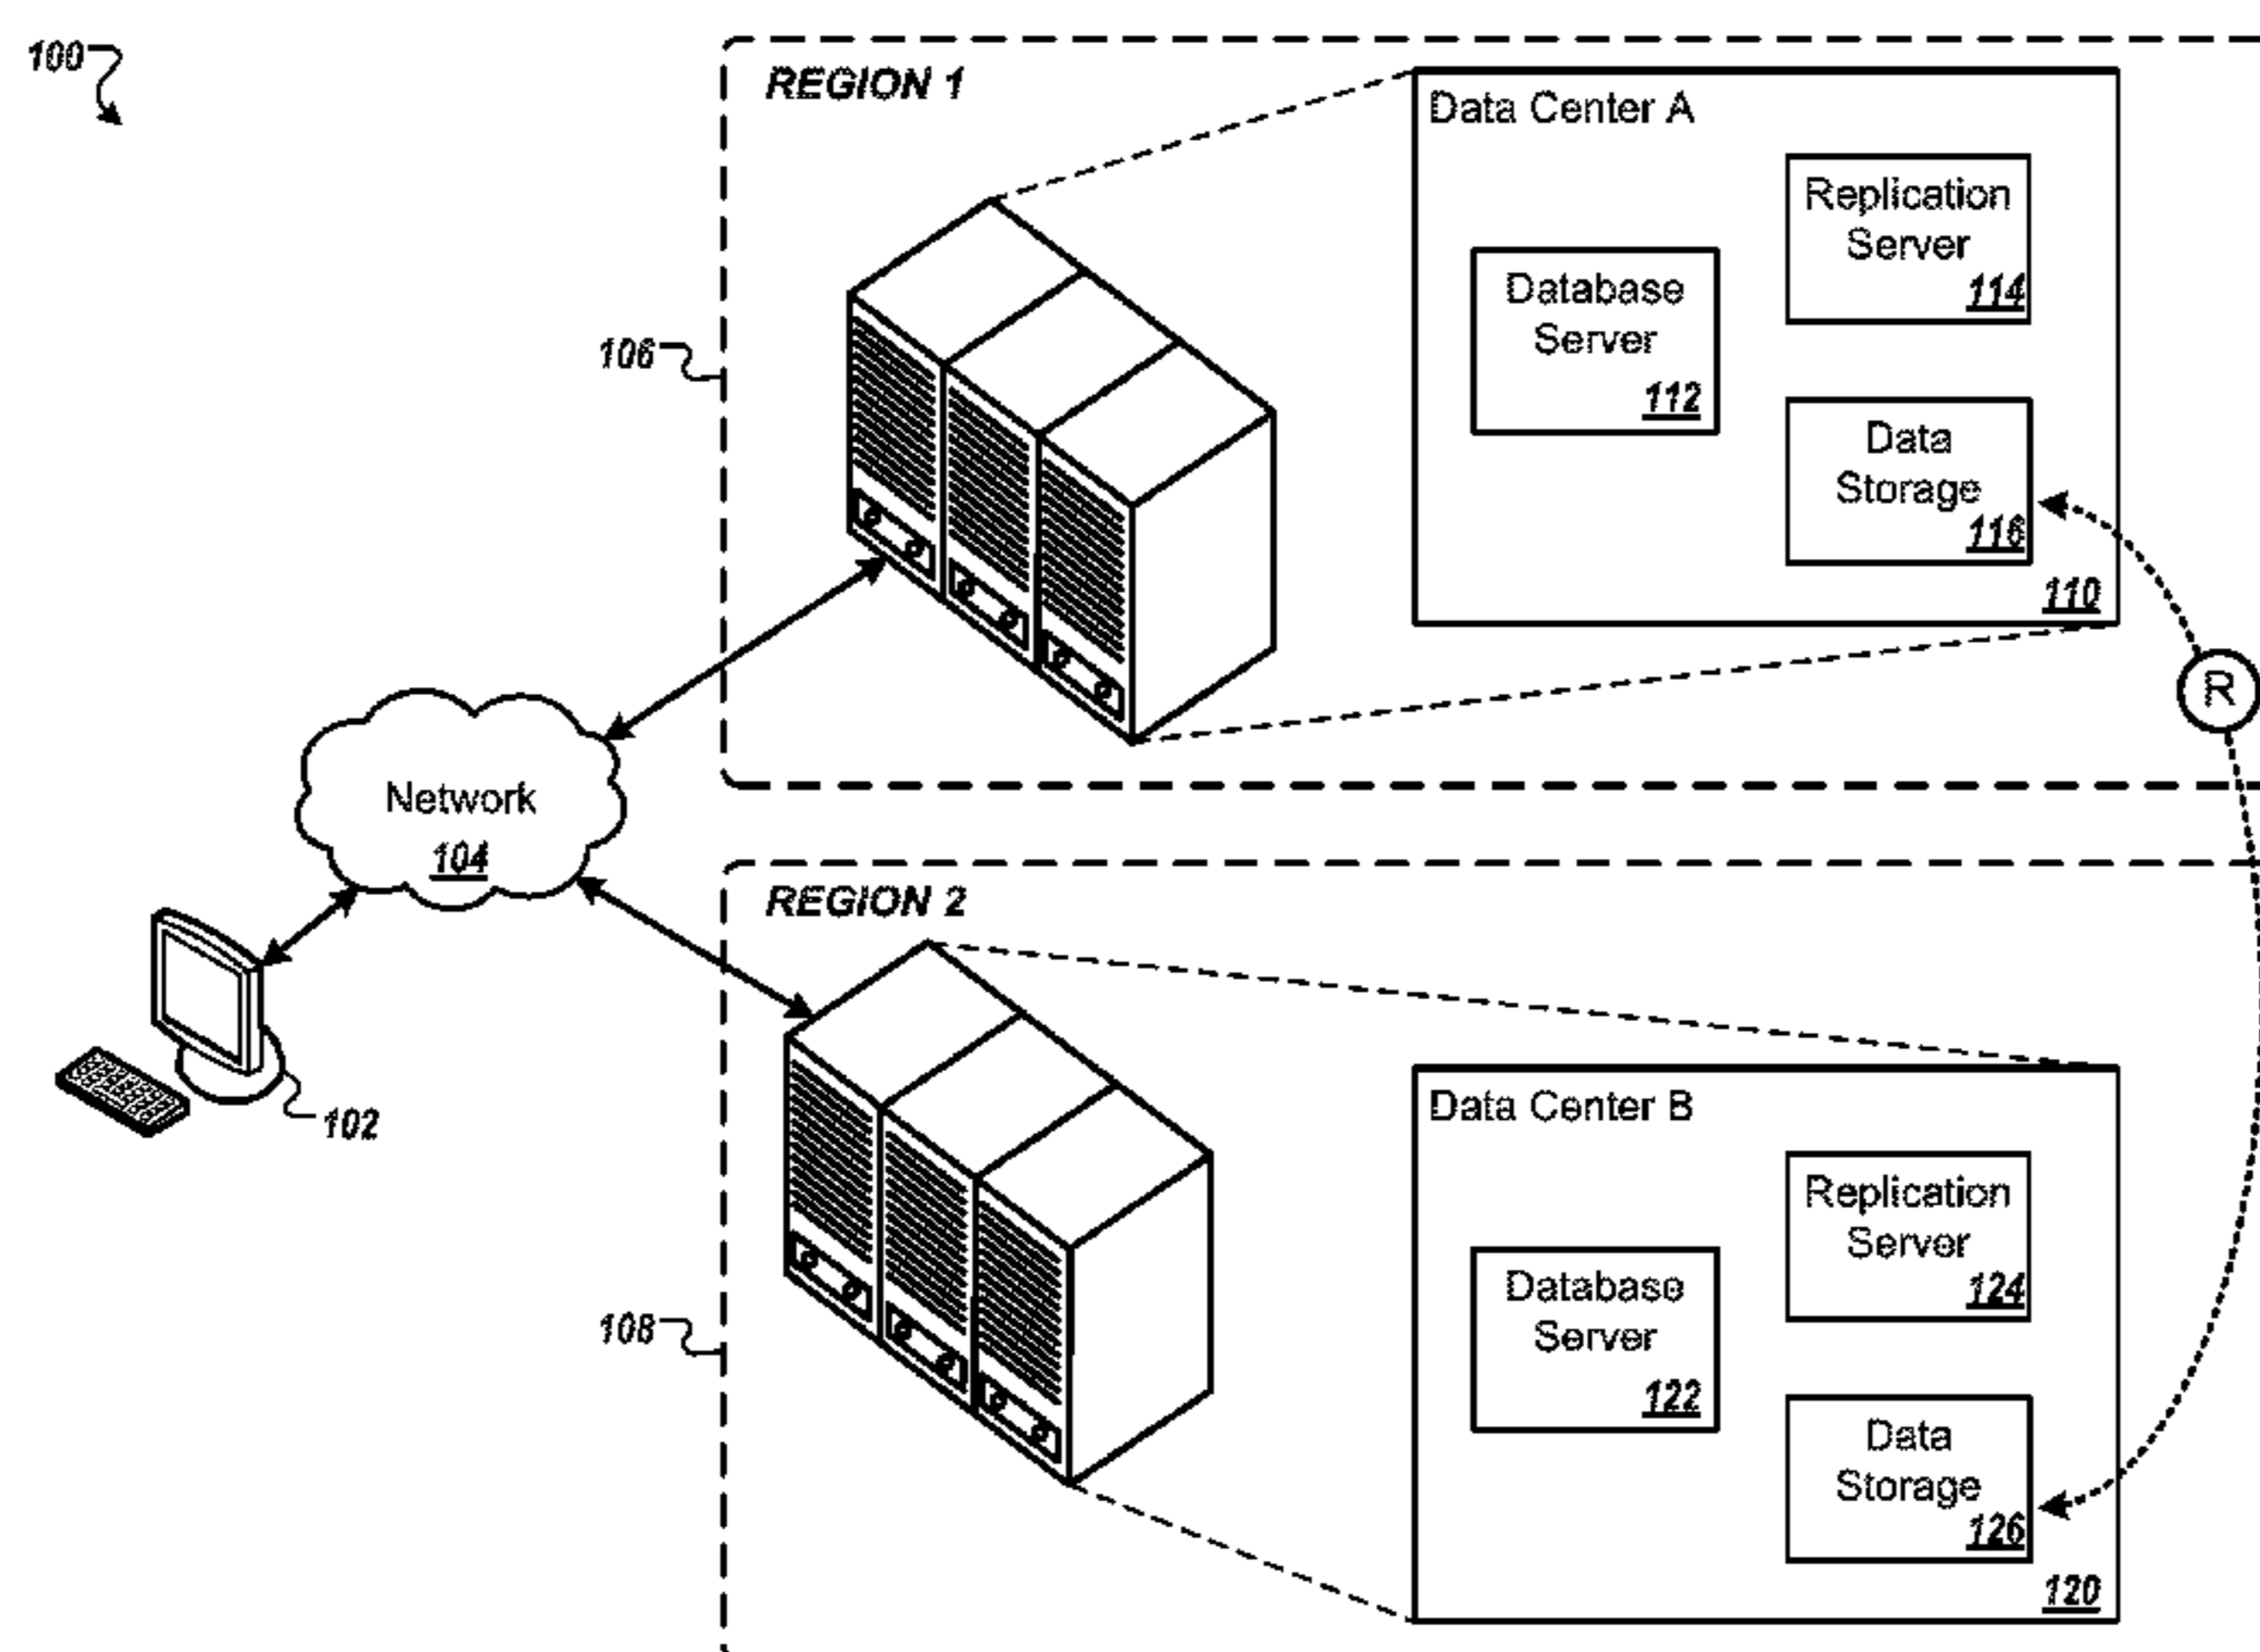 100
REGION 1
Data Center A
Replication
Server
114
Database
Server
112
106
Data
Storage
116
110
R
Network
104
REGION 2
102
Data Center B
Replication
Server
124
Database
Server
122
108
Data
Storage
126
120